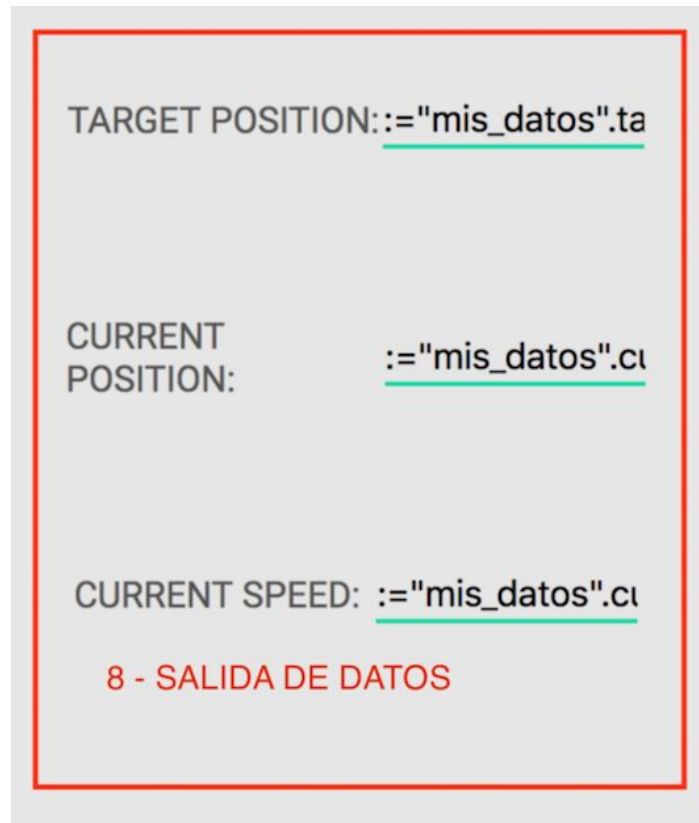 TARGET POSITION: :="mis_datos".ta
CURRENT
POSITION:
:="mis_datos".cu
CURRENT SPEED: :="mis_datos".cu
8 - SALIDA DE DATOS